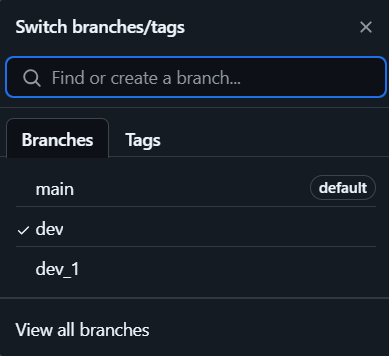 Switch branches/tags
Find or create a branch...
Branches Tags
main default
dev
dev_1
View all branches